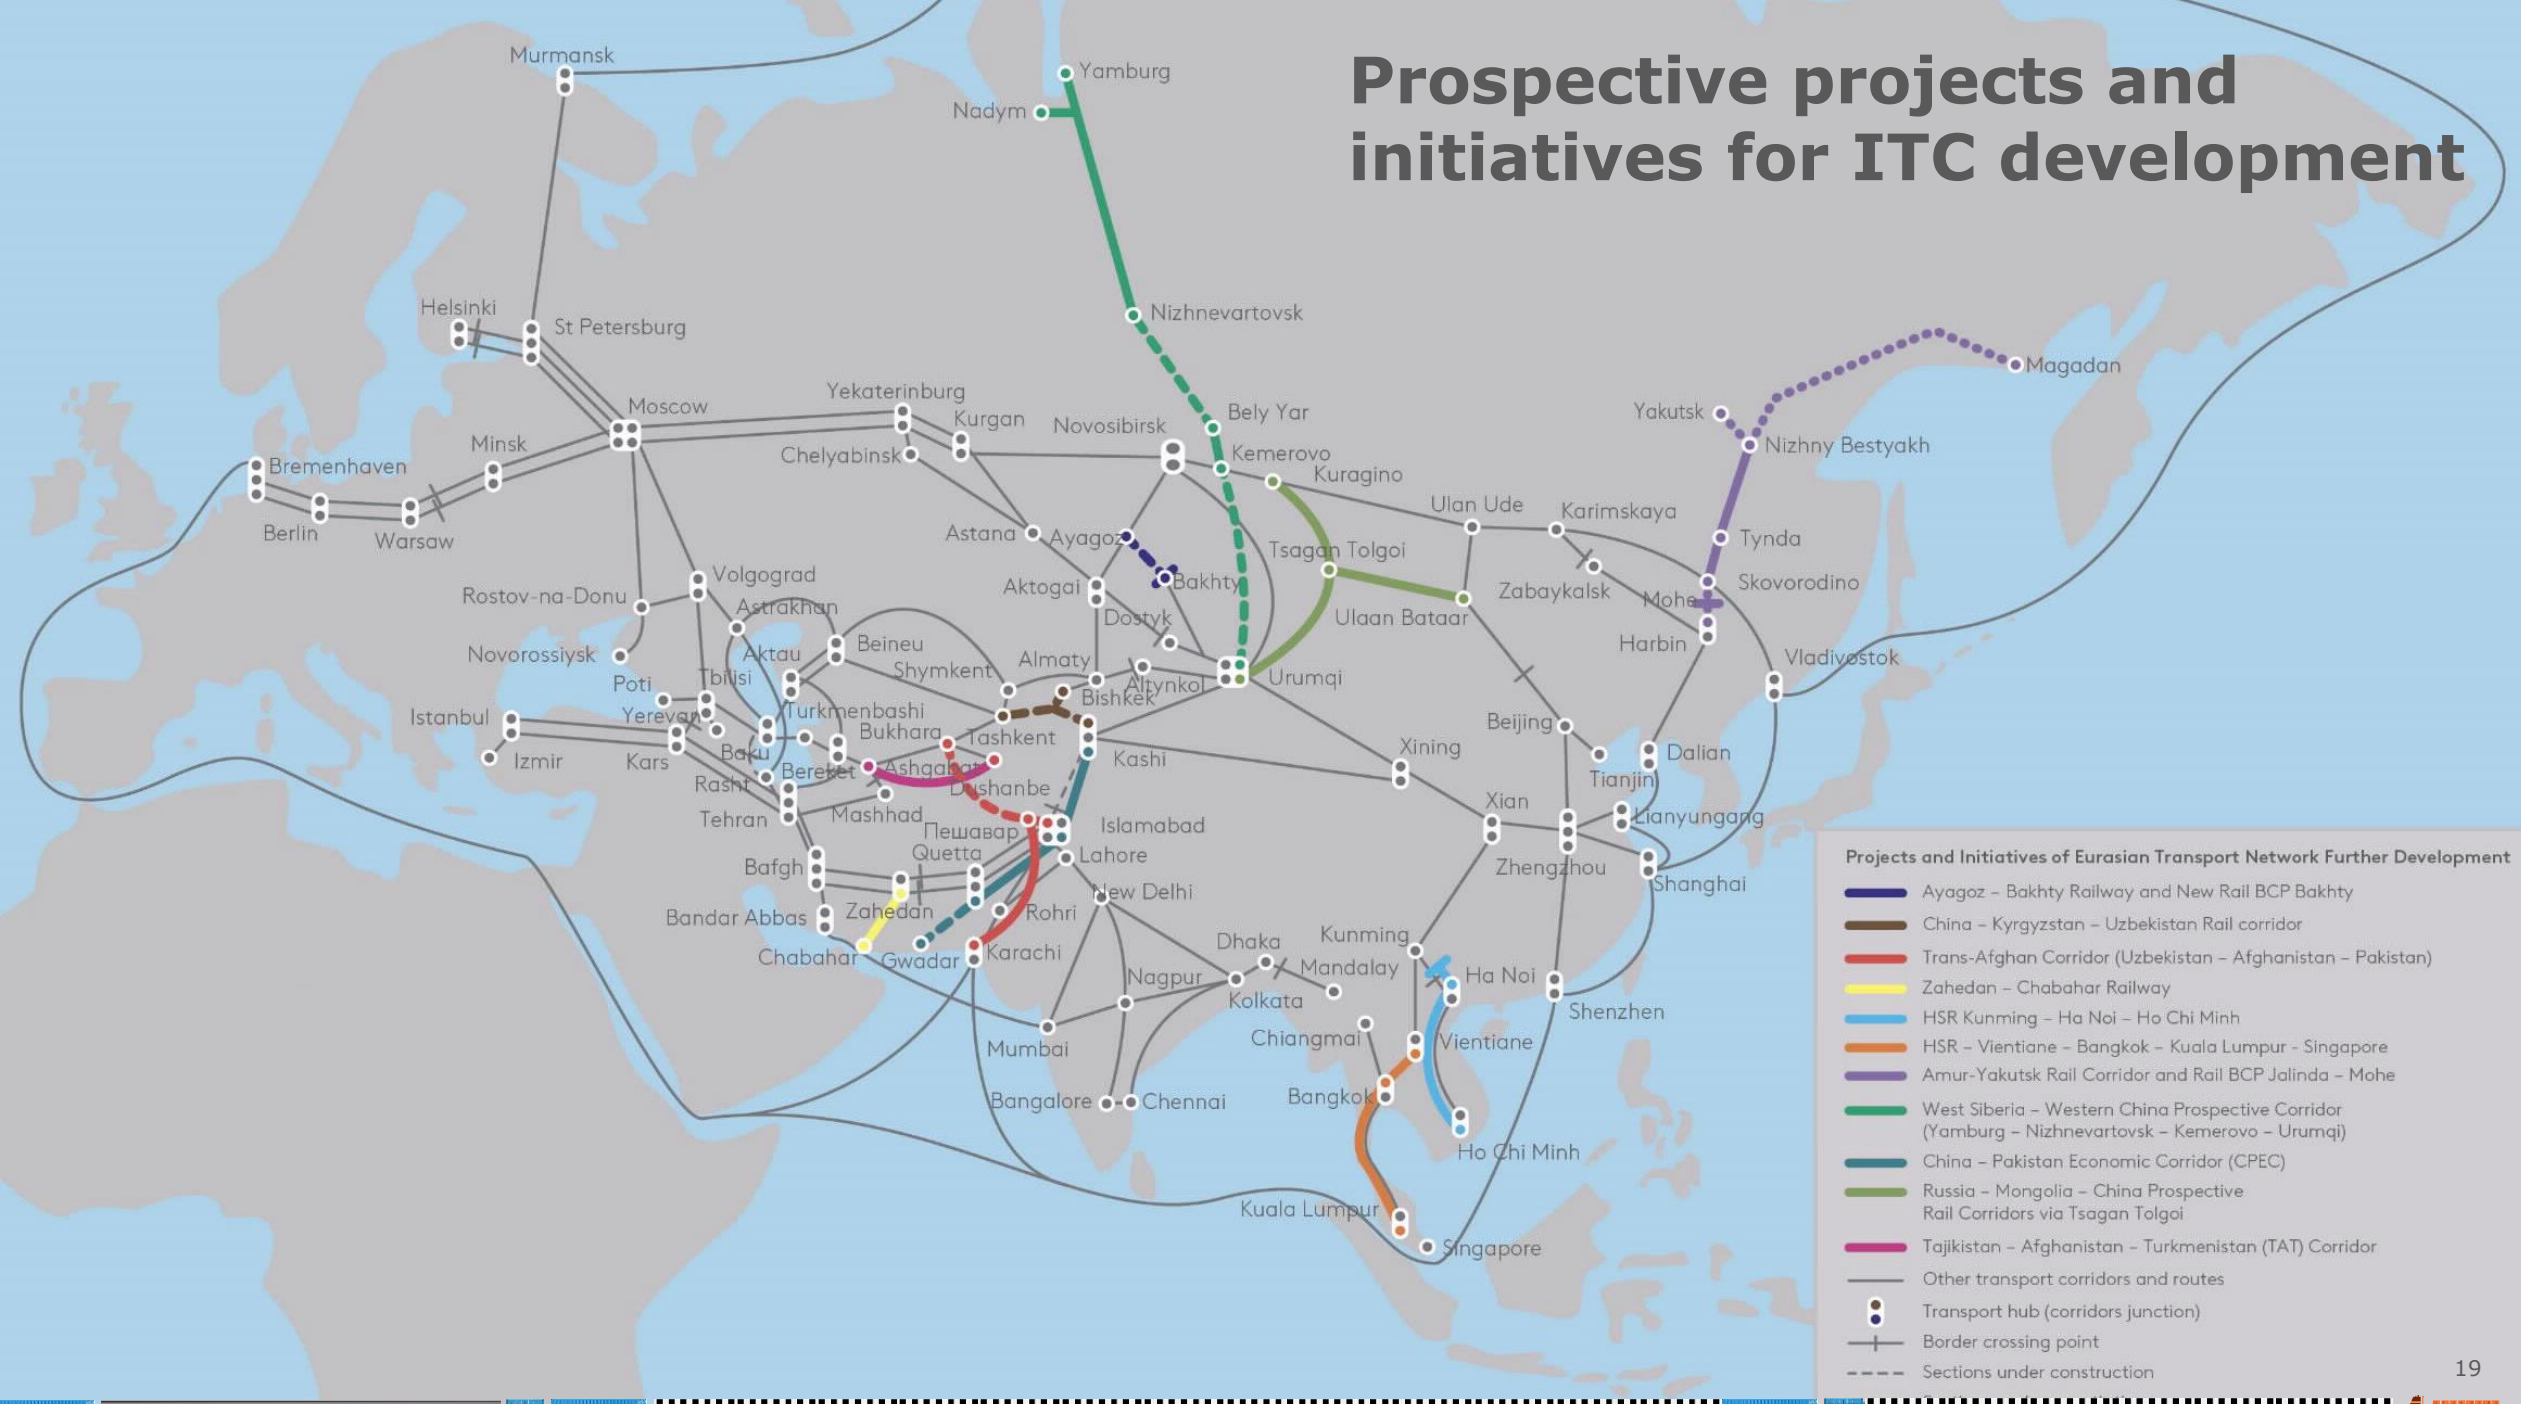 Prospective projects and
initiatives for ITC development
Murmansk
Yamburg
Nadym
Nizhnevartovsk
Helsinki
St Petersburg
Magadan
Yekaterinburg
Moscow
Kurgan
Novosibirsk
Bely Yar
Yakutsk
Minsk
Chelyabinsk
Kemerovo
Nizhny Bestyakh
Bremenhaven
Kuragino
Ulan Ude
Karimskaya
Berlin
Warsaw
Astana
Ayagoz
Tsagan Tolgoi
Tynda
Volgograd
Aktogai
Bakhty
Zabaykalsk
Skovorodino
Rostov-na-Donu
Astrakhan
Mohe
Dostyk
Ulaan Bataar
Novorossiysk
Aktau
Beineu
Harbin
Almaty
Vladivostok
Poti
Tbilisi
Shymkent
Altynkol
Urumqi
Bishkek
Istanbul
Yerevan
Turkmenbashi
Beijing
Bukhara
Tashkent
Izmir
Kars
Baku
Kashi
Xining
Dalian
Rasht
Bereket
Ashgabat
Tianjin
Dushanbe
Tehran
Mashhad
Xian
Lianyungang
Пешавар
Islamabad
Quetta
Lahore
Bafgh
Zhengzhou
Shanghai
New Delhi
Bandar Abbas
Zahedan
Rohri
Chabahar
Gwadar
Karachi
Dhaka
Kunming
Mandalay
Ha Noi
Nagpur
Kolkata
Shenzhen
Mumbai
Chiangmai
Vientiane
Bangalore
Chennai
Bangkok
Ho Chi Minh
Kuala Lumpur
Singapore
Projects and Initiatives of Eurasian Transport Network Further Development
Ayagoz – Bakhty Railway and New Rail BCP Bakhty
China – Kyrgyzstan – Uzbekistan Rail corridor
Trans-Afghan Corridor (Uzbekistan – Afghanistan – Pakistan)
Zahedan – Chabahar Railway
HSR Kunming – Ha Noi – Ho Chi Minh
HSR – Vientiane – Bangkok – Kuala Lumpur - Singapore
Amur-Yakutsk Rail Corridor and Rail BCP Jalinda – Mohe
West Siberia – Western China Prospective Corridor
(Yamburg – Nizhnevartovsk – Kemerovo – Urumqi)
China – Pakistan Economic Corridor (CPEC)
Russia – Mongolia – China Prospective
Rail Corridors via Tsagan Tolgoi
Tajikistan – Afghanistan – Turkmenistan (TAT) Corridor
Other transport corridors and routes
Transport hub (corridors junction)
Border crossing point
Sections under construction
19